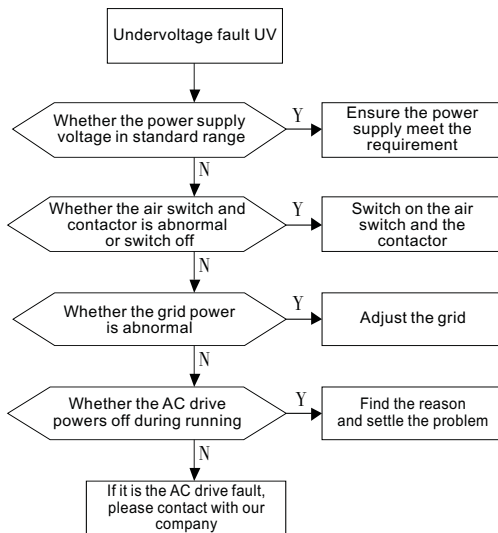 Undervoltage fault UV
Whether the power supply
voltage in standard range
Y
Ensure the power
supply meet the
requirement
N
Whether the air switch and
contactor is abnormal
or switch off
Y
Switch on the air
switch and the
contactor
N
Whether the grid power
is abnormal
Y
Adjust the grid
N
Whether the AC drive
powers off during running
Y
Find the reason
and settle the problem
N
If it is the AC drive fault,
please contact with our
company